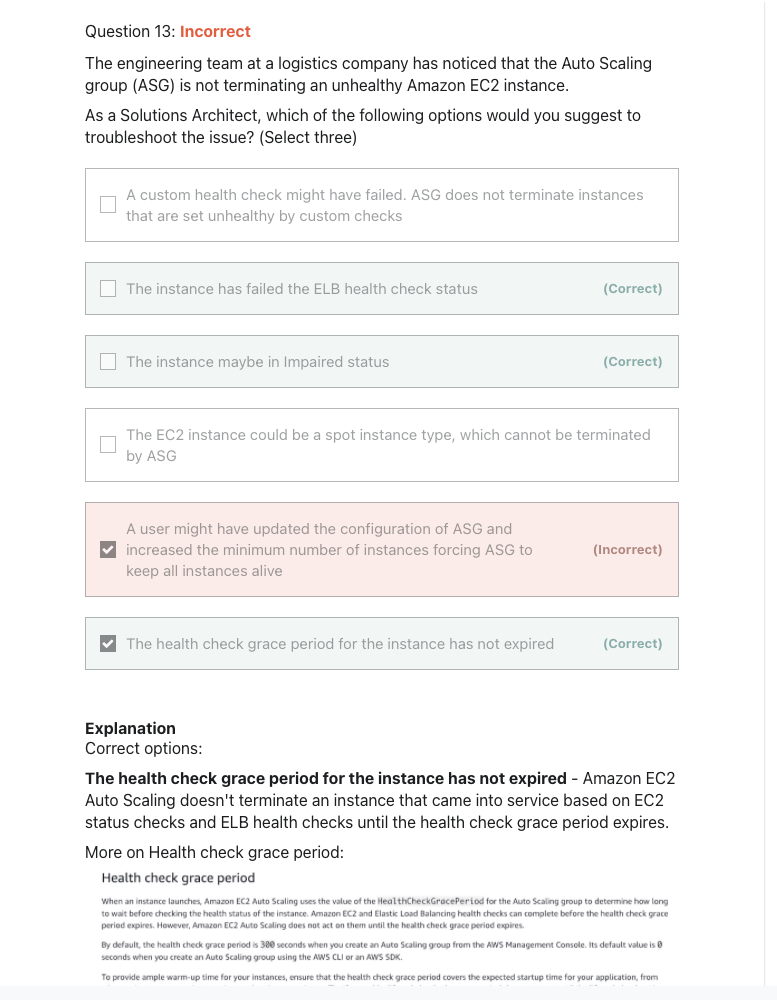 Question 13: Incorrect
The engineering team at a logistics company has noticed that the Auto Scaling
group (ASG) is not terminating an unhealthy Amazon EC2 instance.
As a Solutions Architect, which of the following options would you suggest to
troubleshoot the issue? (Select three)
A custom health check might have failed. ASG does not terminate instances
that are set unhealthy by custom checks
The instance has failed the ELB health check status (Correct)
The instance maybe in Impaired status (Correct)
The EC2 instance could be a spot instance type, which cannot be terminated
by ASG
A user might have updated the configuration of ASG and
increased the minimum number of instances forcing ASG to (Incorrect)
keep all instances alive
The health check grace period for the instance has not expired (Correct)
Explanation
Correct options:
The health check grace period for the instance has not expired - Amazon EC2
Auto Scaling doesn't terminate an instance that came into service based on EC2
status checks and ELB health checks until the health check grace period expires.
More on Health check grace period:
Health check grace period
When an instance launches, Amazon EC2 Auto Scaling uses the value of the HealthCheckGracePeriod for the Auto Scaling group to determine how long
to wait before checking the health status of the instance. Amazon EC2 and Elastic Load Balancing health checks can complete before the health check grace
period expires. However, Amazon EC2 Auto Scaling does not act on them until the health check grace period expires.
By default, the health check grace period is 300 seconds when you create an Auto Scaling group from the AWS Management Console. Its default value is 0
seconds when you create an Auto Scaling group using the AWS CLI or an AWS SDK.
To provide ample warm-up time for your instances, ensure that the health check grace period covers the expected startup time for your application, from